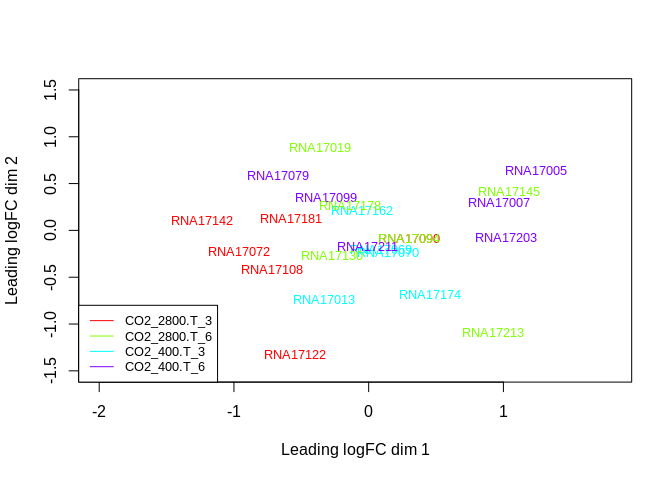 1.5
1.0
0.5
0.0
-0.5
-1.0
-1.5
Leading logFC dim 2
RNA17019
RNA17005
RNA17079
RNA17145
RNA17099
RNA17007
RNA17178
RNA17162
RNA17142
RNA17181
RNA17203
RNA17090
RNA17211
RNA17072
RNA17070
RNA17108
RNA17174
RNA17013
RNA17213
RNA17122
CO2_2800.T_3
CO2_2800.T_6
CO2_400.T_3
CO2_400.T_6
-2
-1
0
1
Leading logFC dim 1